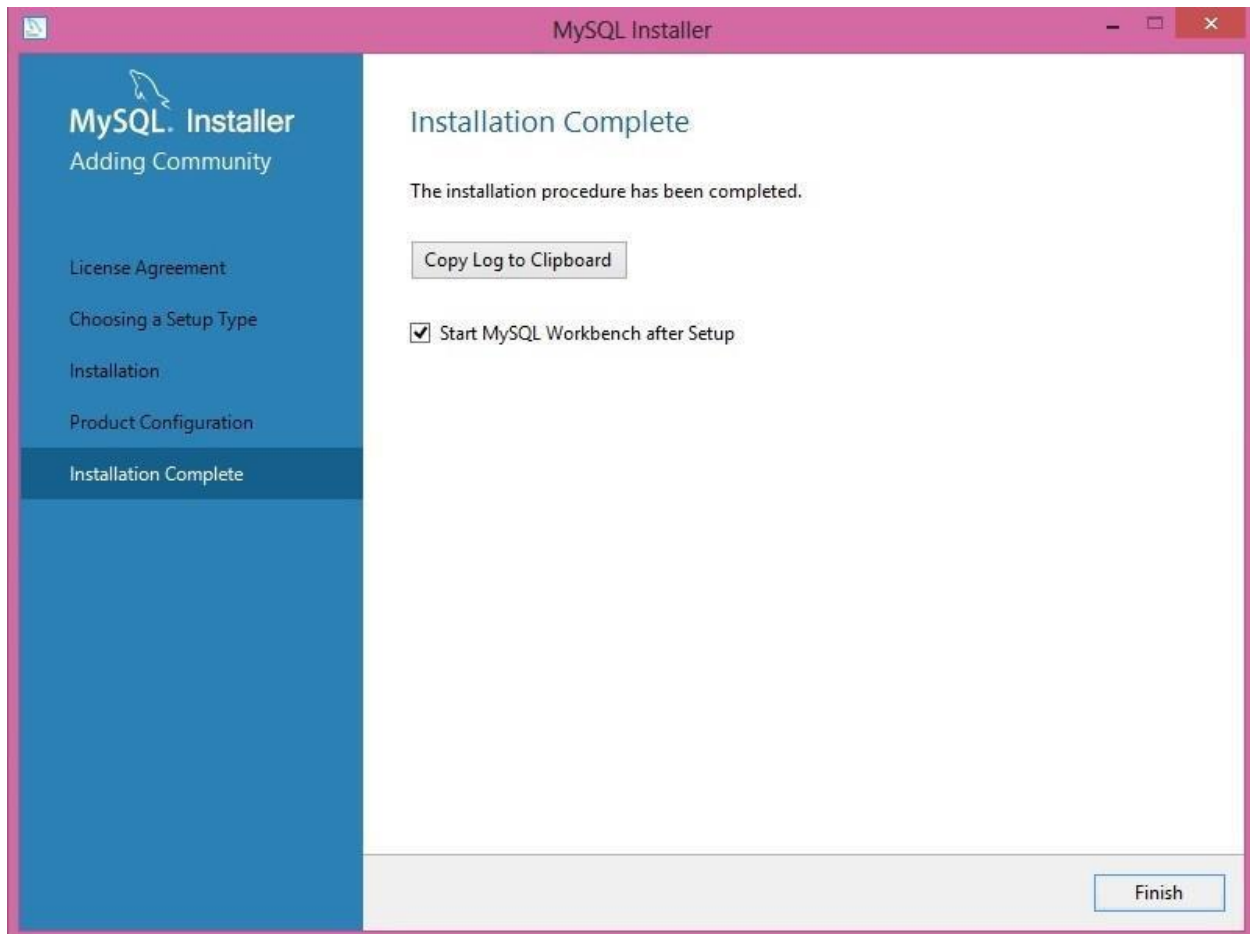 MySQL Installer
MySQL. Installer
Adding Community
License Agreement
Choosing a Setup Type
Installation
Product Configuration
Installation Complete
Installation Complete
The installation procedure has been completed.
Copy Log to Clipboard
Start MySQL Workbench after Setup
Finish